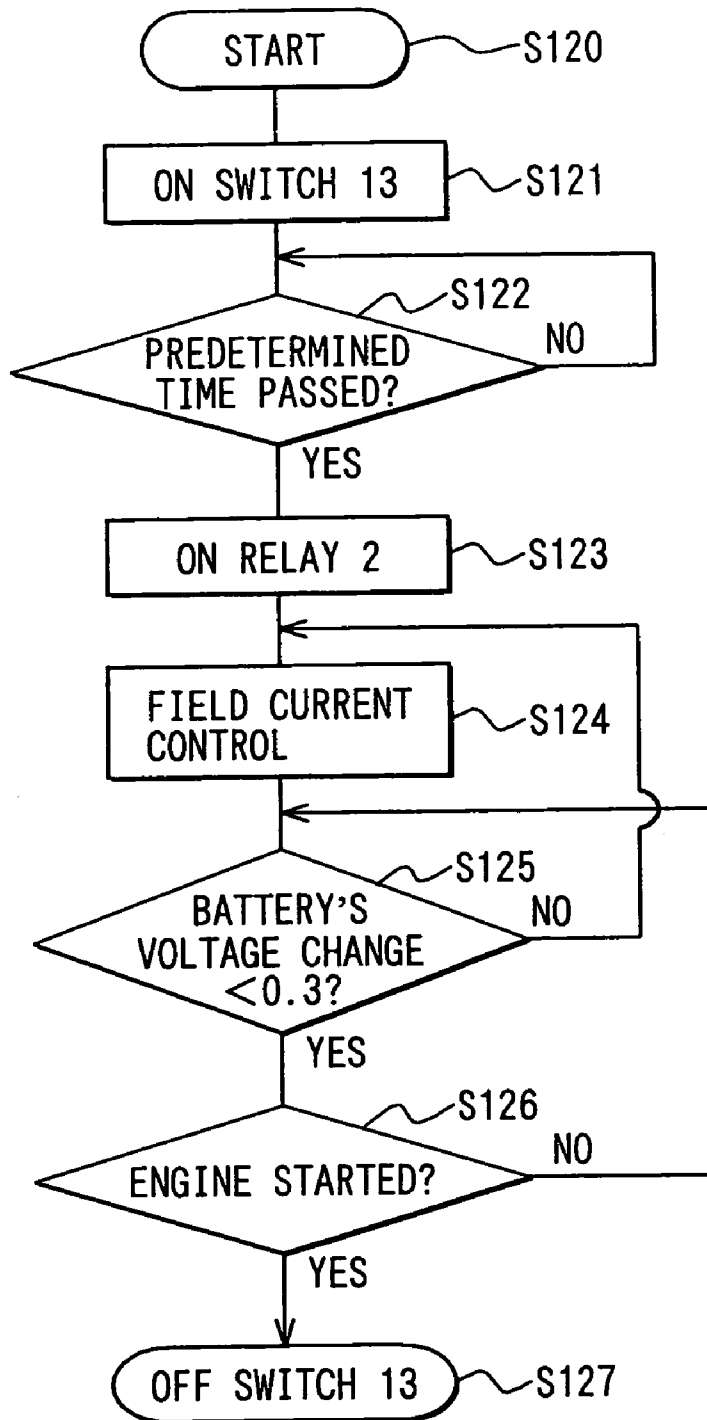 START
S120
ON SWITCH 13
S121
S122
PREDETERMINED
TIME PASSED?
NO
YES
ON RELAY 2
S123
FIELD CURRENT
CONTROL
S124
S125
BATTERY'S
VOLTAGE CHANGE
<0.3?
NO
YES
S126
ENGINE STARTED?
NO
YES
OFF SWITCH 13
S127